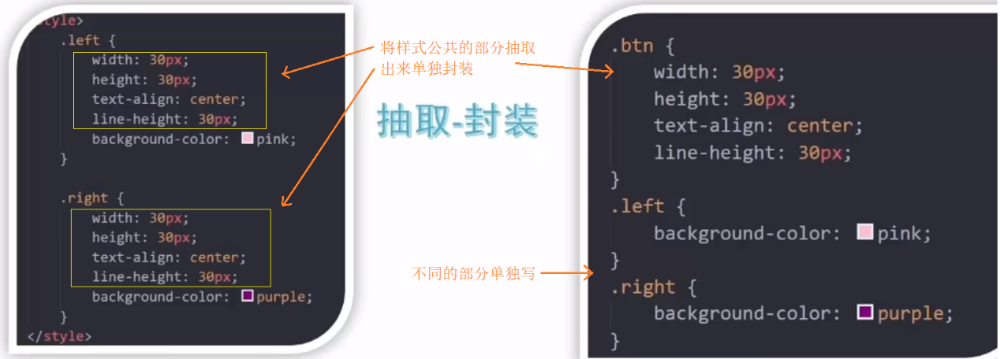 style>
.left {
width: 30px;
height: 30px;
text-align: center;
line-height: 30px;
background-color: pink;
}
.right {
width: 30px;
height: 30px;
text-align: center;
line-height: 30px;
background-color: purple;
}
</style>
将样式公共的部分抽取
出来单独封装
抽取-封装
不同的部分单独写
.btn {
width: 30px;
height: 30px;
text-align: center;
line-height: 30px;
}
.left {
background-color: pink;
}
.right {
background-color: purple;
}